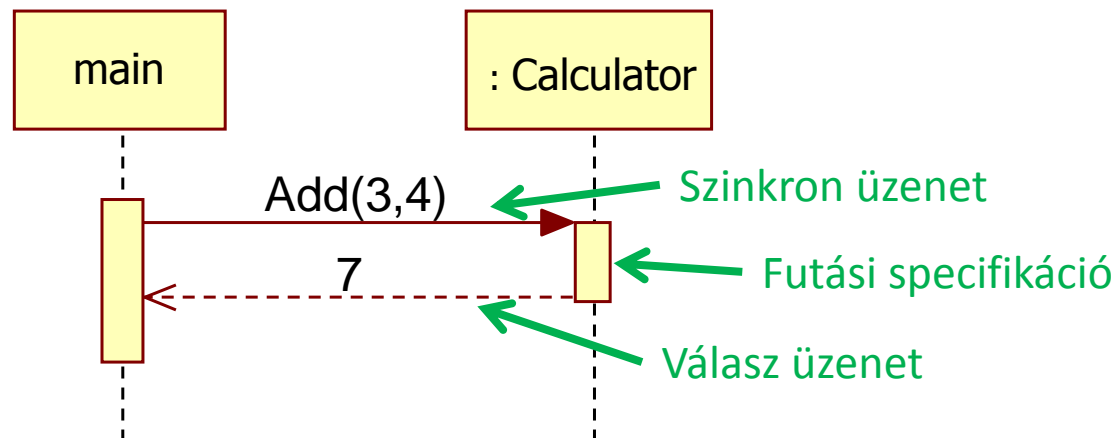 main
: Calculator
Add(3,4)
Szinkron üzenet
7
Futási specifikáció
Válasz üzenet